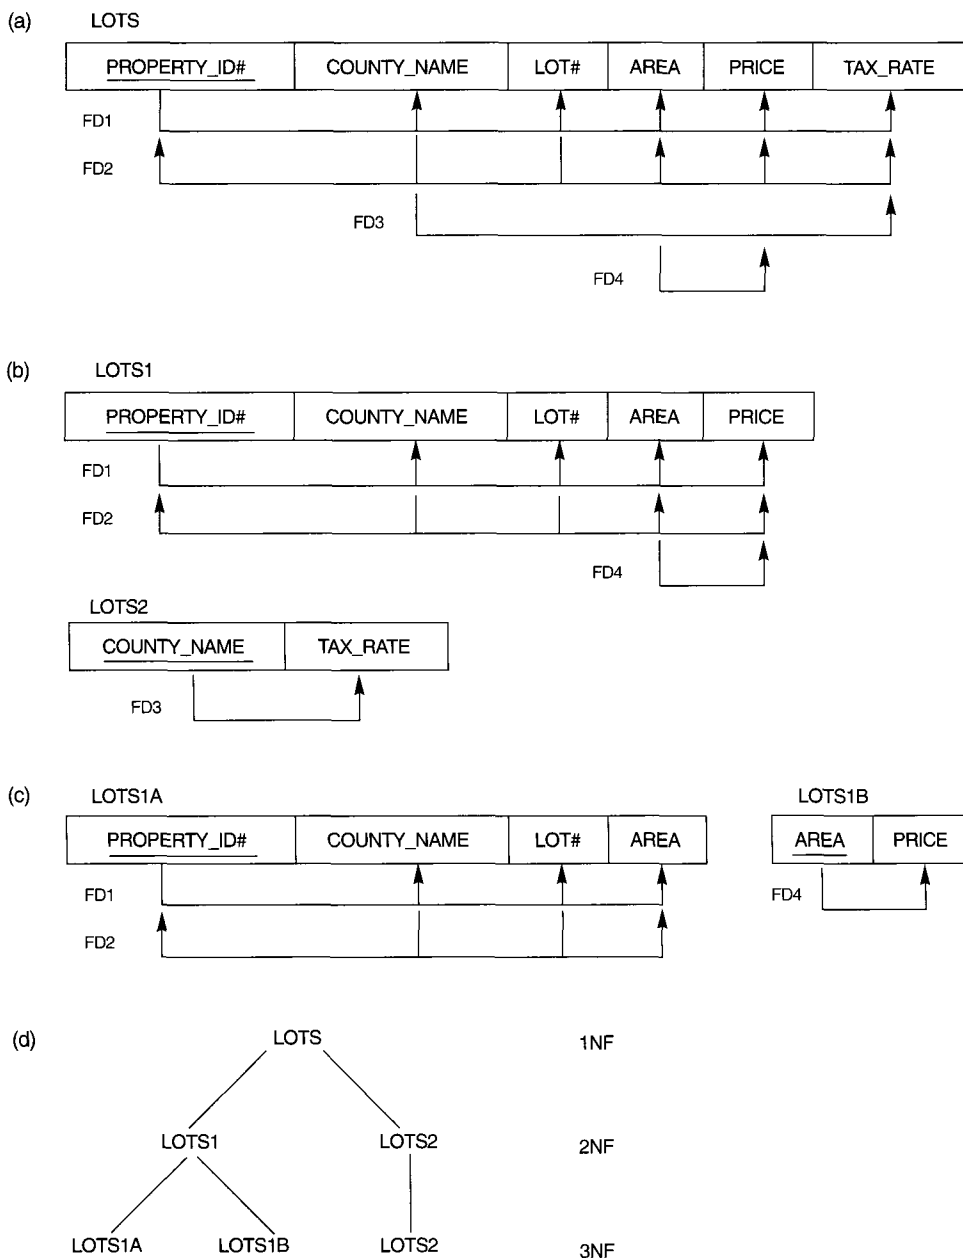 (a) LOTS
PROPERTY_ID# COUNTY_NAME LOT# AREA PRICE TAX_RATE
FD1
FD2
FD3
FD4
(b) LOTS1
PROPERTY_ID# COUNTY_NAME LOT# AREA PRICE
FD1
FD2
FD4
LOTS2
COUNTY_NAME TAX_RATE
FD3
(c) LOTS1A LOTS1B
PROPERTY_ID# COUNTY_NAME LOT# AREA AREA PRICE
FD1 FD4
FD2
(d) LOTS 1NF
LOTS1 LOTS2 2NF
LOTS1A LOTS1B LOTS2 3NF